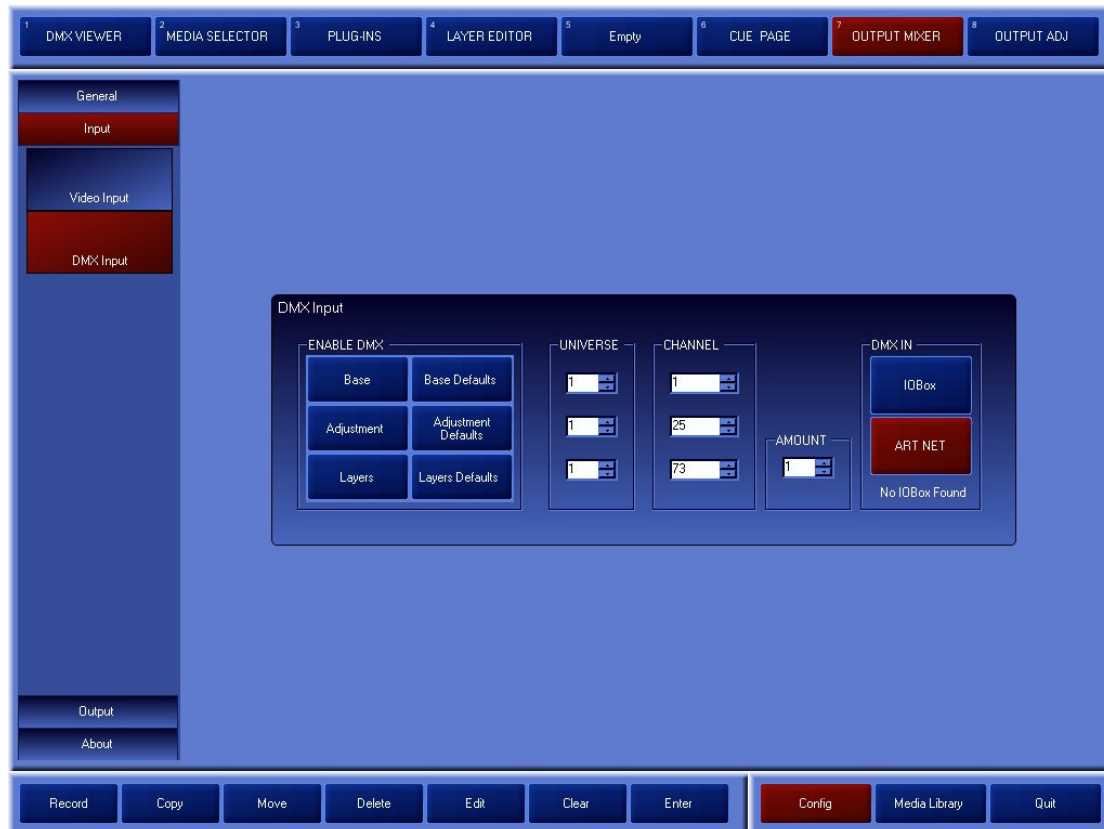 1 DMX VIEWER 2 MEDIA SELECTOR 3 PLUG-INS 4 LAYER EDITOR 5 Empty 6 CUE PAGE 7 OUTPUT MIXER 8 OUTPUT ADJ
General
Input
Video Input
DMX Input
DMX Input
ENABLE DMX UNIVERSE CHANNEL DMX IN
Base Base Defaults 1 1 IOBox
Adjustment Adjustment Defaults 1 25 ART NET
AMOUNT
Layers Layers Defaults 1 73 1
No IOBox Found
Output
About
Record Copy Move Delete Edit Clear Enter Config Media Library Quit